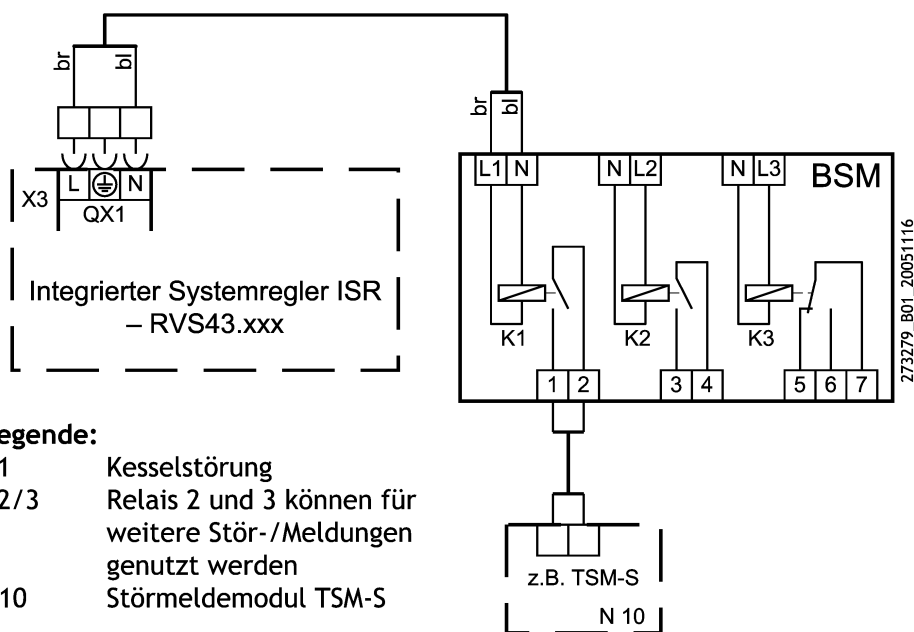 br
bl
br
bl
L1 N
N L2
N L3
BSM
X3
L
N
QX1
Integrierter Systemregler ISR
– RVS43.xxx
K1
K2
K3
1 2
3 4
5 6 7
273279_B01_20051116
egende:
1 Kesselstörung
2/3 Relais 2 und 3 können für
weitere Stör-/Meldungen
genutzt werden
10 Störmeldemodul TSM-S
z.B. TSM-S
N 10